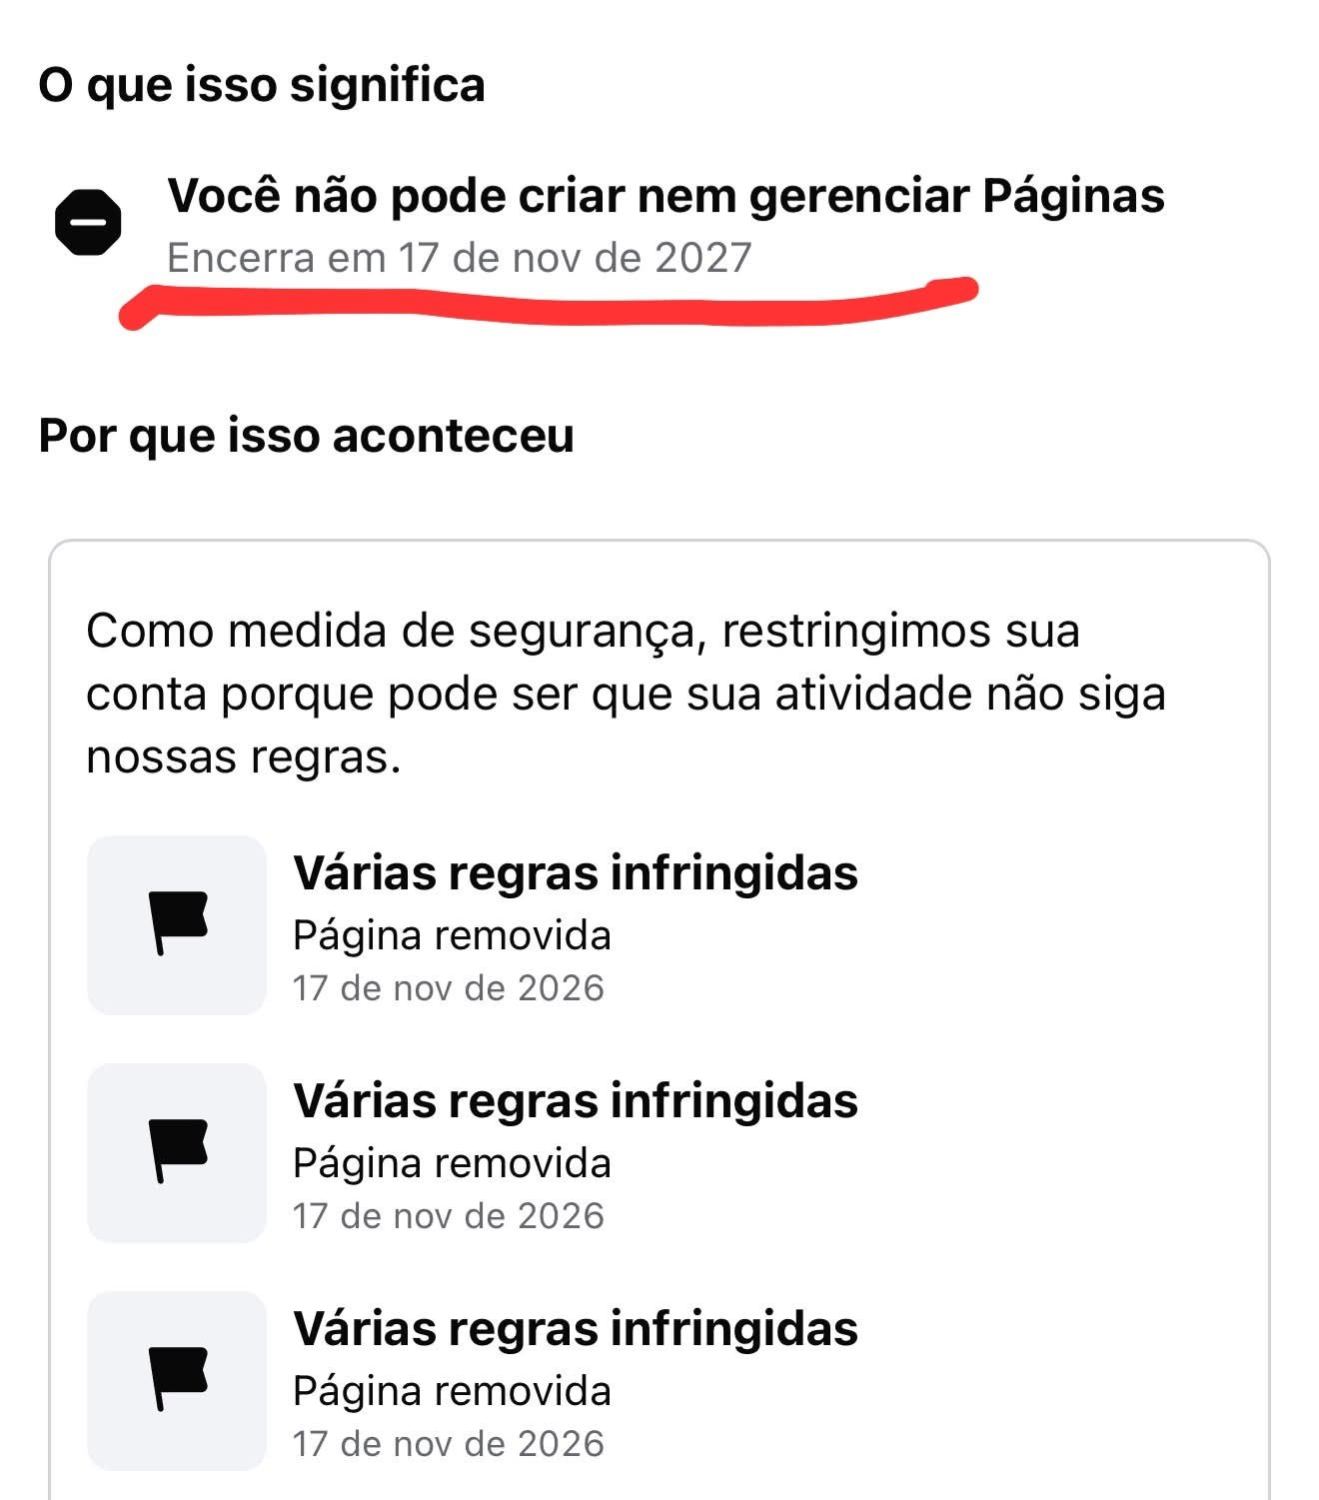 O que isso significa
Você não pode criar nem gerenciar Páginas
Encerra em 17 de nov de 2027
Por que isso aconteceu
Como medida de segurança, restringimos sua
conta porque pode ser que sua atividade não siga
nossas regras.
Várias regras infringidas
Página removida
17 de nov de 2026
Várias regras infringidas
Página removida
17 de nov de 2026
Várias regras infringidas
Página removida
17 de nov de 2026